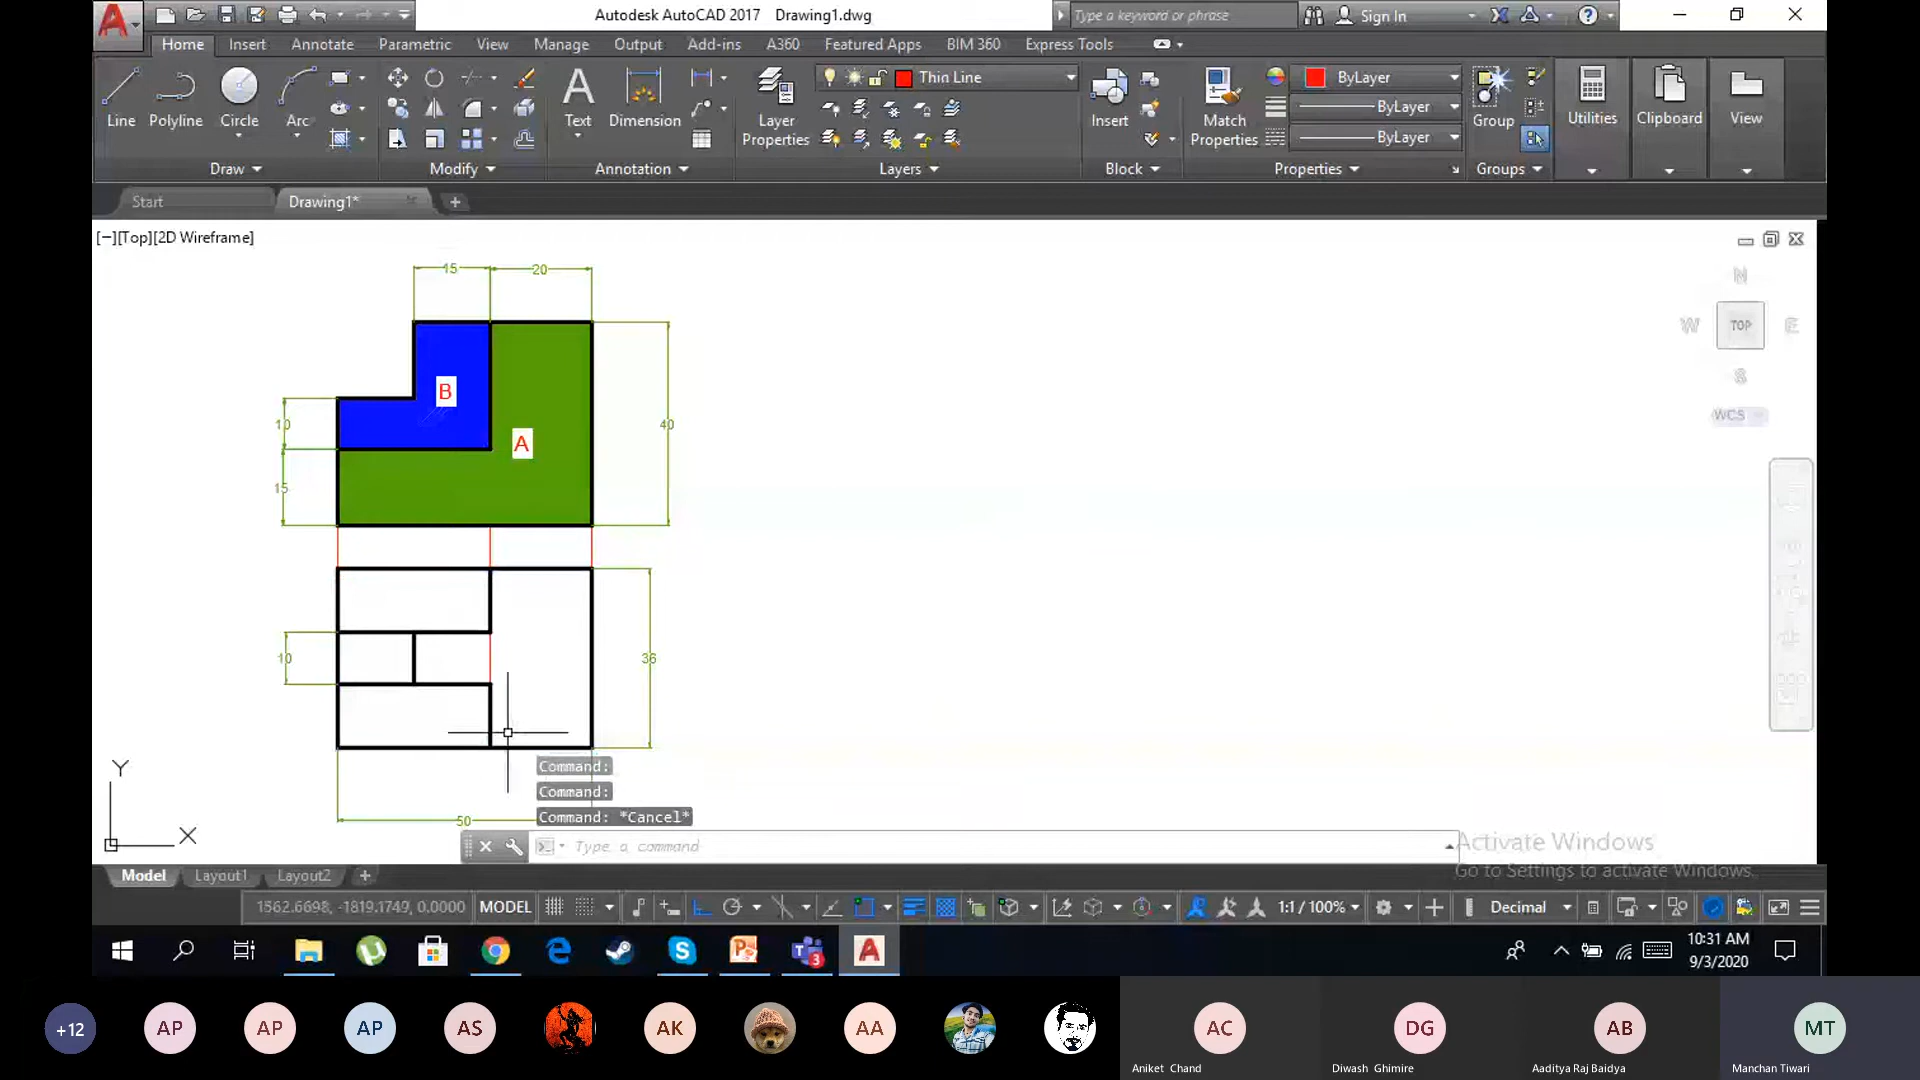 Autodesk AutoCAD 2017 Drawing1.dwg
Type a keyword or phrase
Sign In
Home Insert Annotate Parametric View Manage Output Add-ins A360 Featured Apps BIM 360 Express Tools
Thin Line
ByLayer
ByLayer
ByLayer
Line Polyline Circle Arc
Text Dimension
Layer Properties
Insert
Match Properties
Group
Utilities
Clipboard
View
Draw Modify Annotation Layers Block Properties Groups
Start Drawing1*
[−][Top][2D Wireframe]
15 20
N
W TOP E
S
WCS
B
A
10
40
15
10
36
50
Y
X
Command:
Command:
Command: *Cancel*
Type a command
Activate Windows
Go to Settings to activate Windows.
Model Layout1 Layout2
1562.6698, -1819.1749, 0.0000 MODEL
1:1 / 100%
Decimal
3
10:31 AM
9/3/2020
+12 AP AP AP AS AK AA AC DG AB MT
Aniket Chand Diwash Ghimire Aaditya Raj Baidya Manchan Tiwari